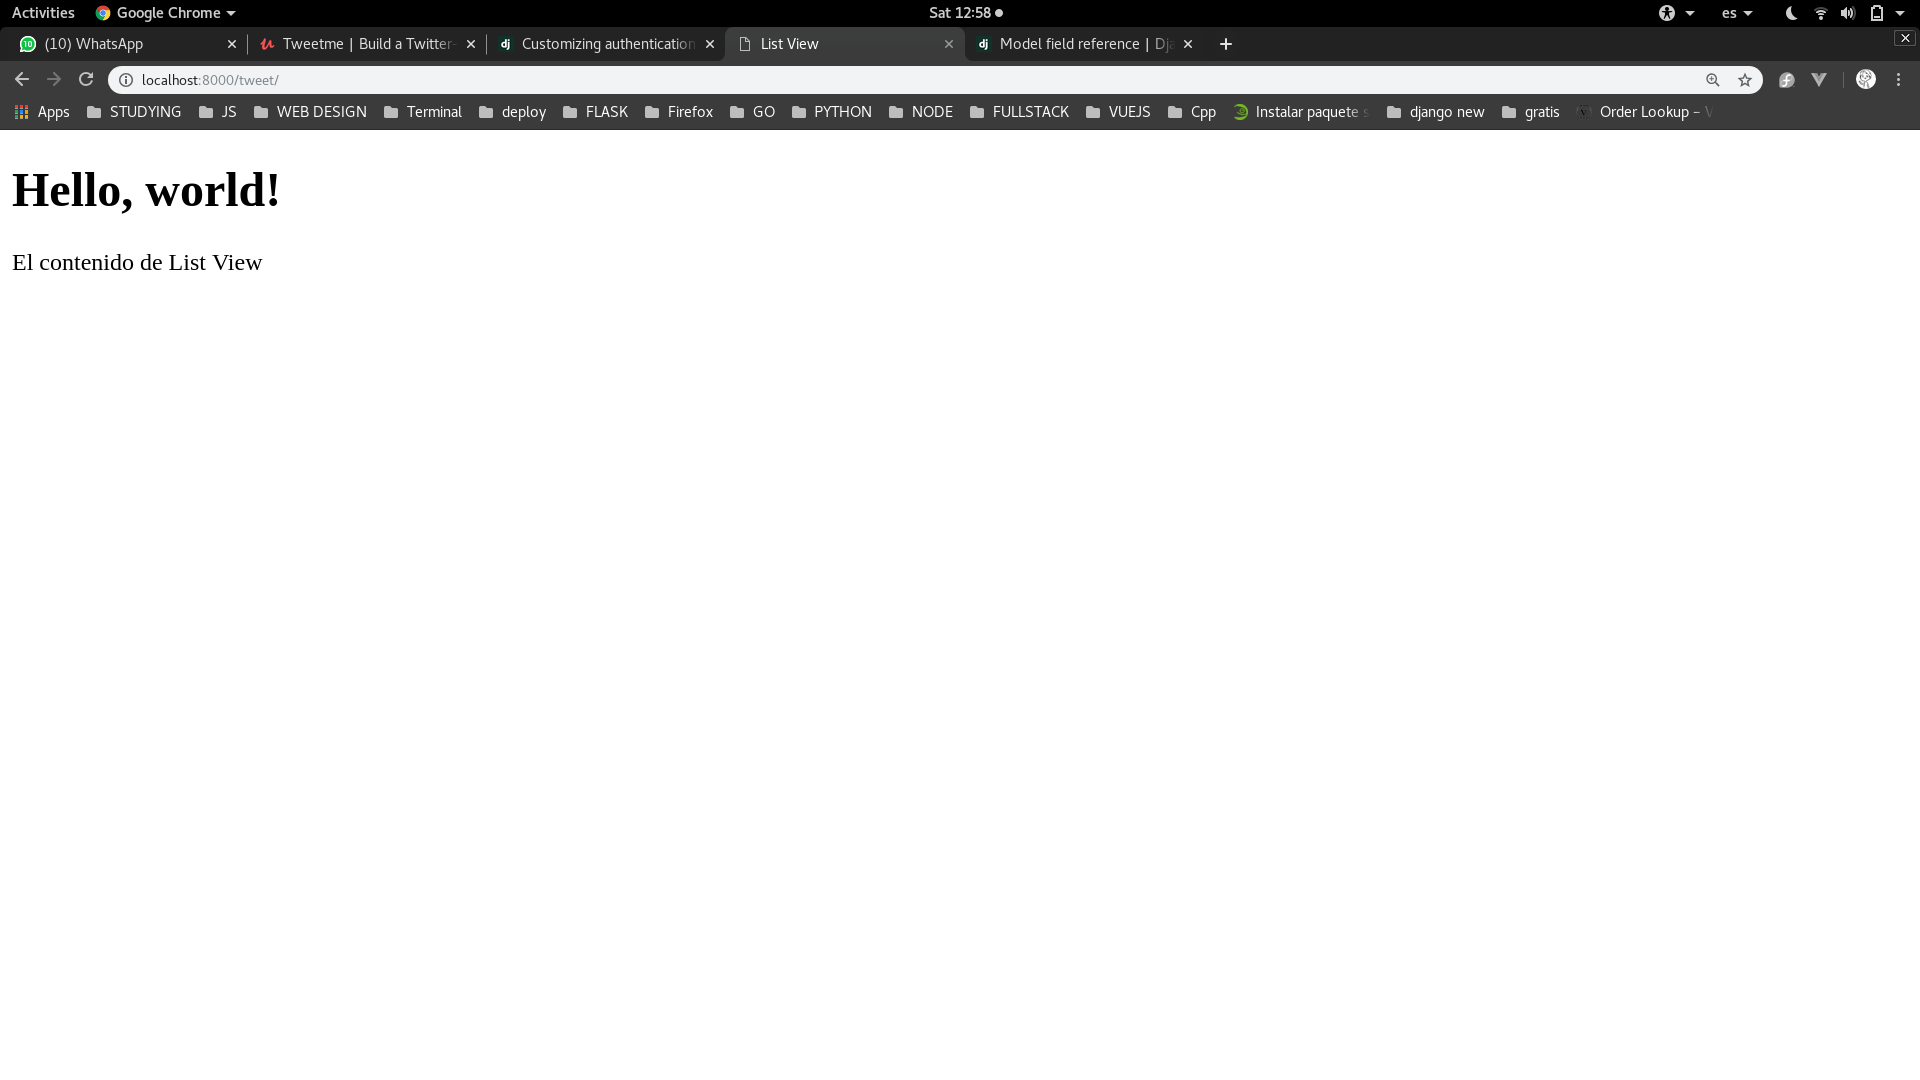 Activities Google Chrome Sat 12:58 es
(10) WhatsApp Tweetme | Build a Twitter- Customizing authentication List View Model field reference | Dja
localhost:8000/tweet/
Apps STUDYING JS WEB DESIGN Terminal deploy FLASK Firefox GO PYTHON NODE FULLSTACK VUEJS Cpp Instalar paquete s django new gratis Order Lookup – V
Hello, world!
El contenido de List View